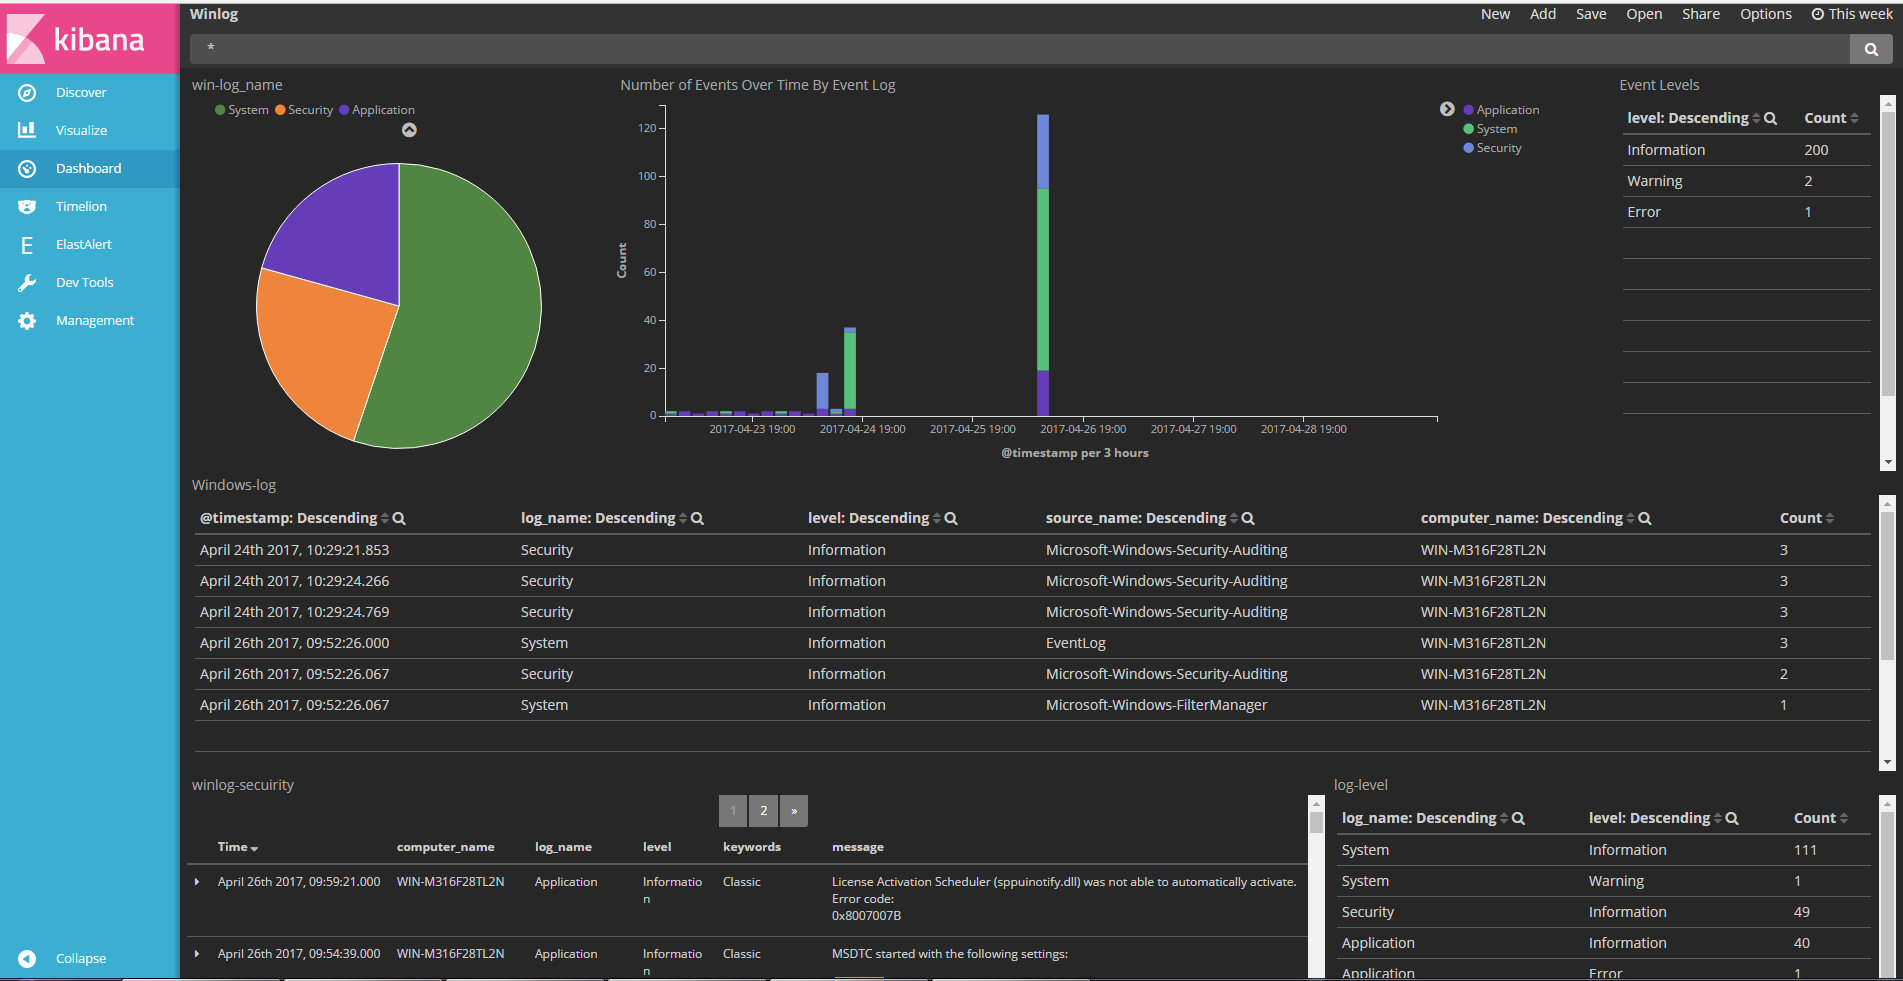 kibana
Discover
Visualize
Dashboard
Timelion
E ElastAlert
Dev Tools
Management
Collapse
Winlog
New Add Save Open Share Options This week
*
win-log_name
System Security Application
Number of Events Over Time By Event Log
120
100
80
60
40
20
0
Count
2017-04-23 19:00 2017-04-24 19:00 2017-04-25 19:00 2017-04-26 19:00 2017-04-27 19:00 2017-04-28 19:00
@timestamp per 3 hours
Application
System
Security
Event Levels
level: Descending Count
Information 200
Warning 2
Error 1
Windows-log
@timestamp: Descending log_name: Descending level: Descending source_name: Descending computer_name: Descending Count
April 24th 2017, 10:29:21.853 Security Information Microsoft-Windows-Security-Auditing WIN-M316F28TL2N 3
April 24th 2017, 10:29:24.266 Security Information Microsoft-Windows-Security-Auditing WIN-M316F28TL2N 3
April 24th 2017, 10:29:24.769 Security Information Microsoft-Windows-Security-Auditing WIN-M316F28TL2N 3
April 26th 2017, 09:52:26.000 System Information EventLog WIN-M316F28TL2N 3
April 26th 2017, 09:52:26.067 Security Information Microsoft-Windows-Security-Auditing WIN-M316F28TL2N 2
April 26th 2017, 09:52:26.067 System Information Microsoft-Windows-FilterManager WIN-M316F28TL2N 1
winlog-secuirity
1 2 »
Time computer_name log_name level keywords message
April 26th 2017, 09:59:21.000 WIN-M316F28TL2N Application Informatio Classic License Activation Scheduler (sppuinotify.dll) was not able to automatically activate.
n Error code:
0x8007007B
April 26th 2017, 09:54:39.000 WIN-M316F28TL2N Application Informatio Classic MSDTC started with the following settings:
n
log-level
log_name: Descending level: Descending Count
System Information 111
System Warning 1
Security Information 49
Application Information 40
Application Error 1